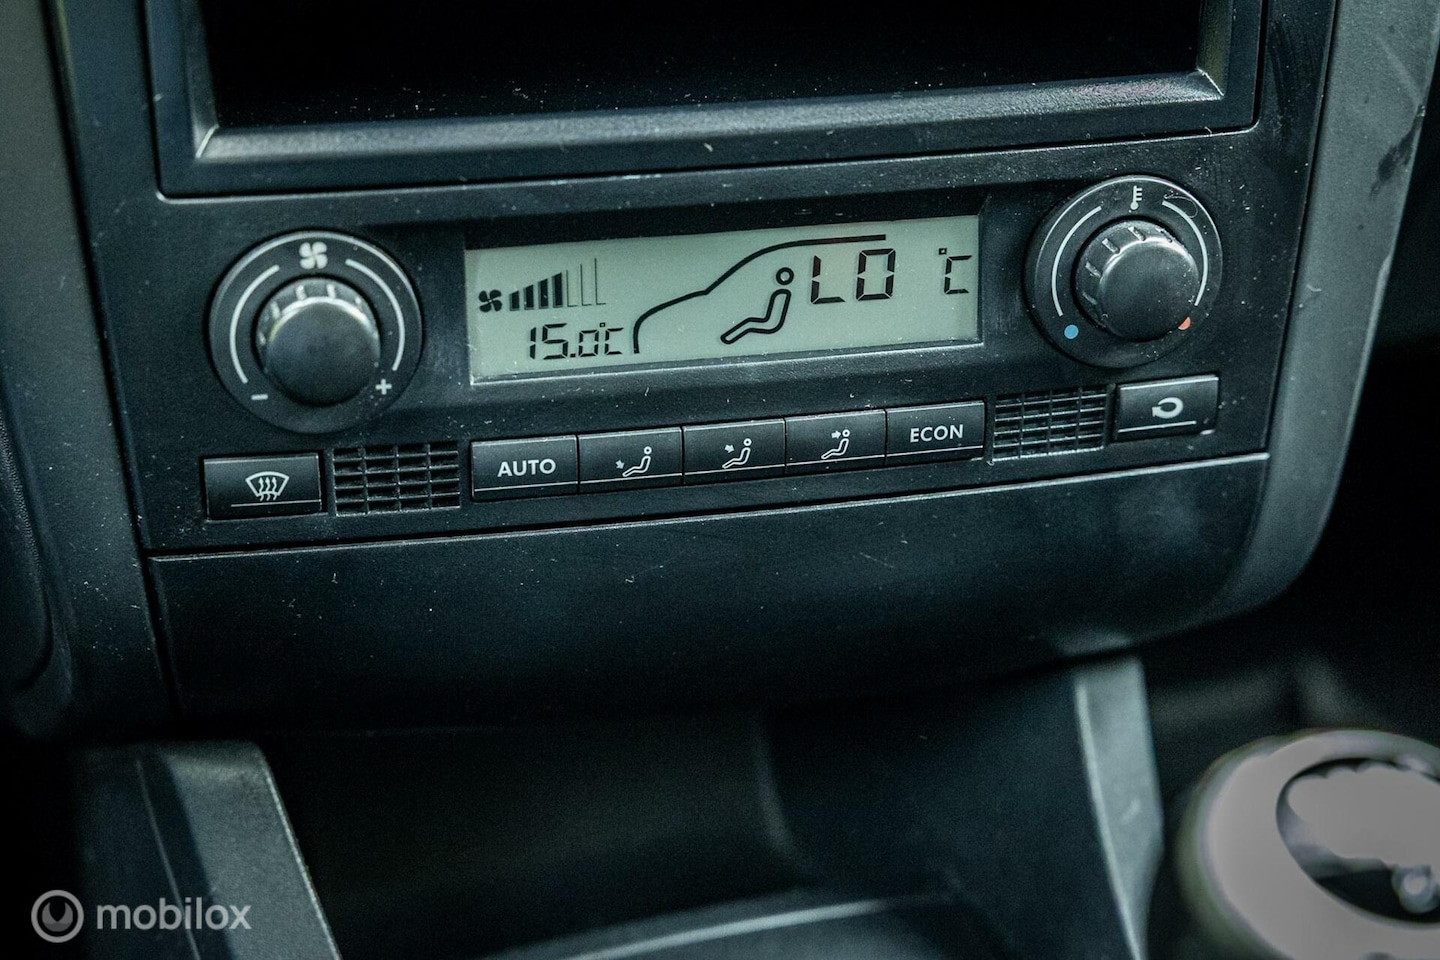 LO °C
15.0°C
- +
AUTO
ECON
mobilox